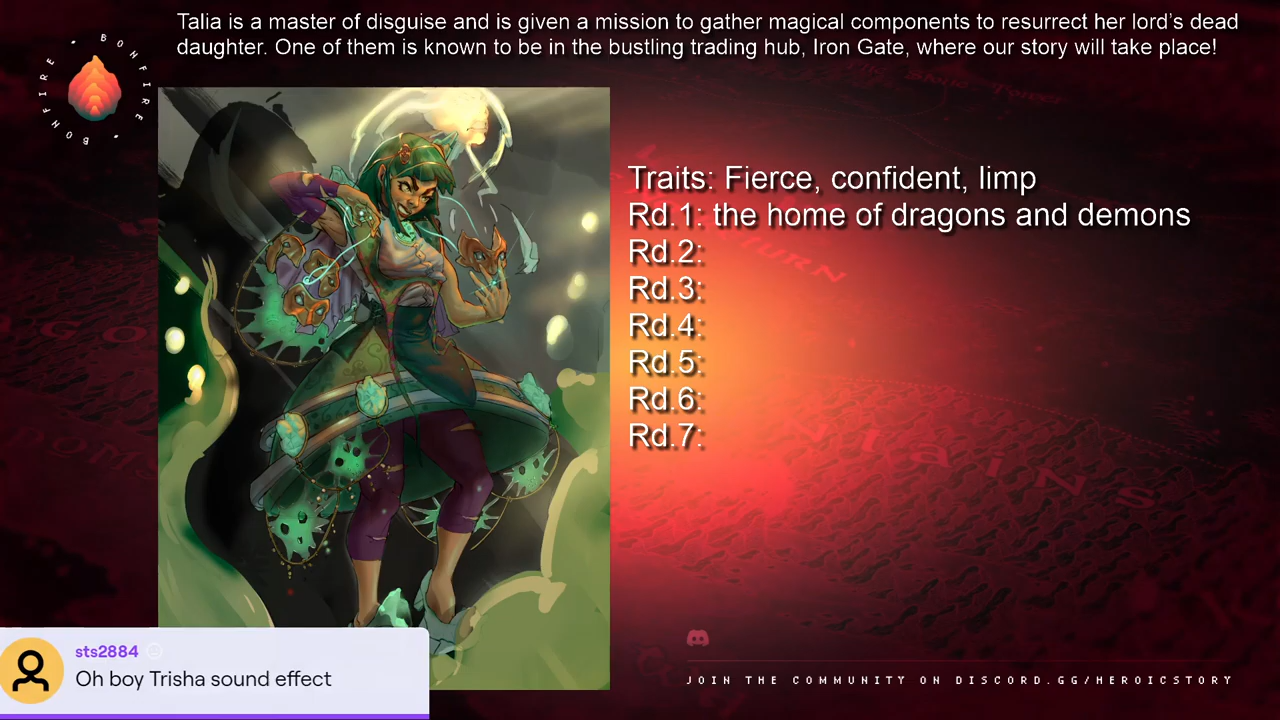 Talia is a master of disguise and is given a mission to gather magical components to resurrect her lord's dead
daughter. One of them is known to be in the bustling trading hub, Iron Gate, where our story will take place!
BONFIRE • BONFIRE •
Traits: Fierce, confident, limp
Rd.1: the home of dragons and demons
Rd.2:
Rd.3:
Rd.4:
Rd.5:
Rd.6:
Rd.7:
sts2884
Oh boy Trisha sound effect
JOIN THE COMMUNITY ON DISCORD.GG/HEROICSTORY